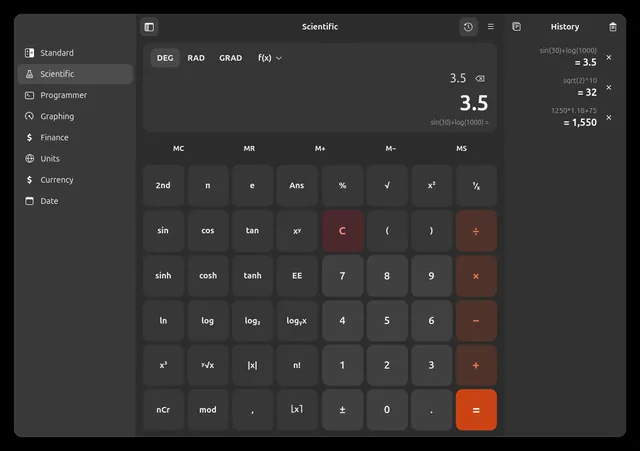 Scientific
History
Standard
Scientific
Programmer
Graphing
Finance
Units
Currency
Date
DEG RAD GRAD f(x)
3.5
3.5
sin(30)+log(1000) =
MC MR M+ M− MS
2nd π e Ans % √ x² ¹/x
sin cos tan xʸ C ( ) ÷
sinh cosh tanh EE 7 8 9 ×
ln log log₂ logᵧx 4 5 6 −
x³ ʸ√x |x| n! 1 2 3 +
nCr mod , ⌊x⌉ ± 0 . =
sin(30)+log(1000)
= 3.5
sqrt(2)^10
= 32
1250*1.18+75
= 1,550